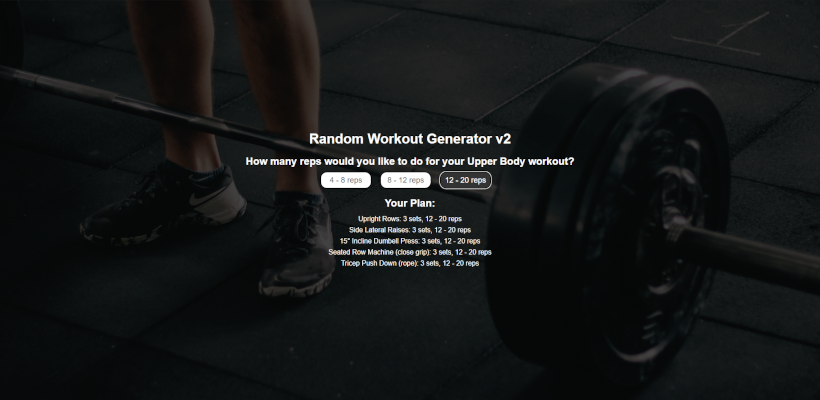 Random Workout Generator v2
How many reps would you like to do for your Upper Body workout?
4 - 8 reps 8 - 12 reps 12 - 20 reps
Your Plan:
Upright Rows: 3 sets, 12 - 20 reps
Side Lateral Raises: 3 sets, 12 - 20 reps
15° Incline Dumbell Press: 3 sets, 12 - 20 reps
Seated Row Machine (close grip): 3 sets, 12 - 20 reps
Tricep Push Down (rope): 3 sets, 12 - 20 reps